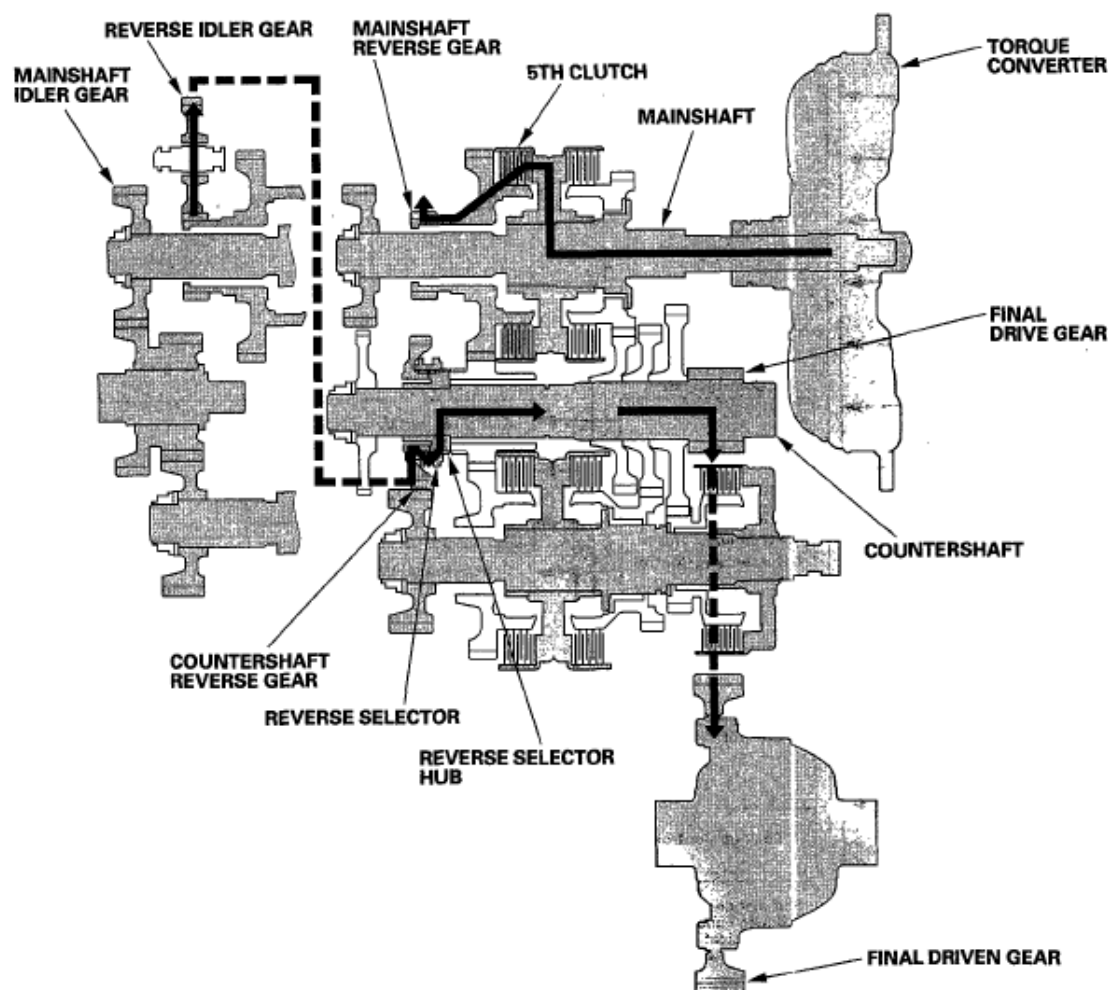 REVERSE IDLER GEAR
MAINSHAFT
IDLER GEAR
MAINSHAFT
REVERSE GEAR
5TH CLUTCH
MAINSHAFT
TORQUE
CONVERTER
FINAL
DRIVE GEAR
COUNTERSHAFT
COUNTERSHAFT
REVERSE GEAR
REVERSE SELECTOR
REVERSE SELECTOR
HUB
FINAL DRIVEN GEAR